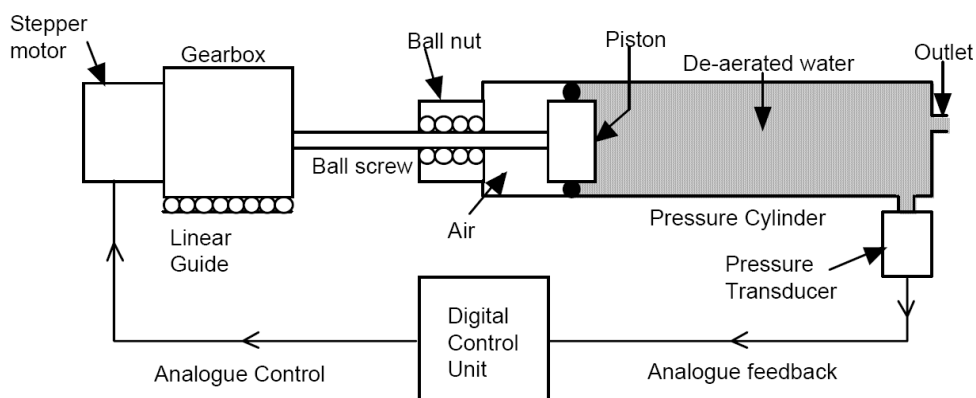 Stepper
motor
Gearbox
Ball nut
Piston
De-aerated water
Outlet
Ball screw
Air
Pressure Cylinder
Linear
Guide
Pressure
Transducer
Digital
Control
Unit
Analogue Control
Analogue feedback